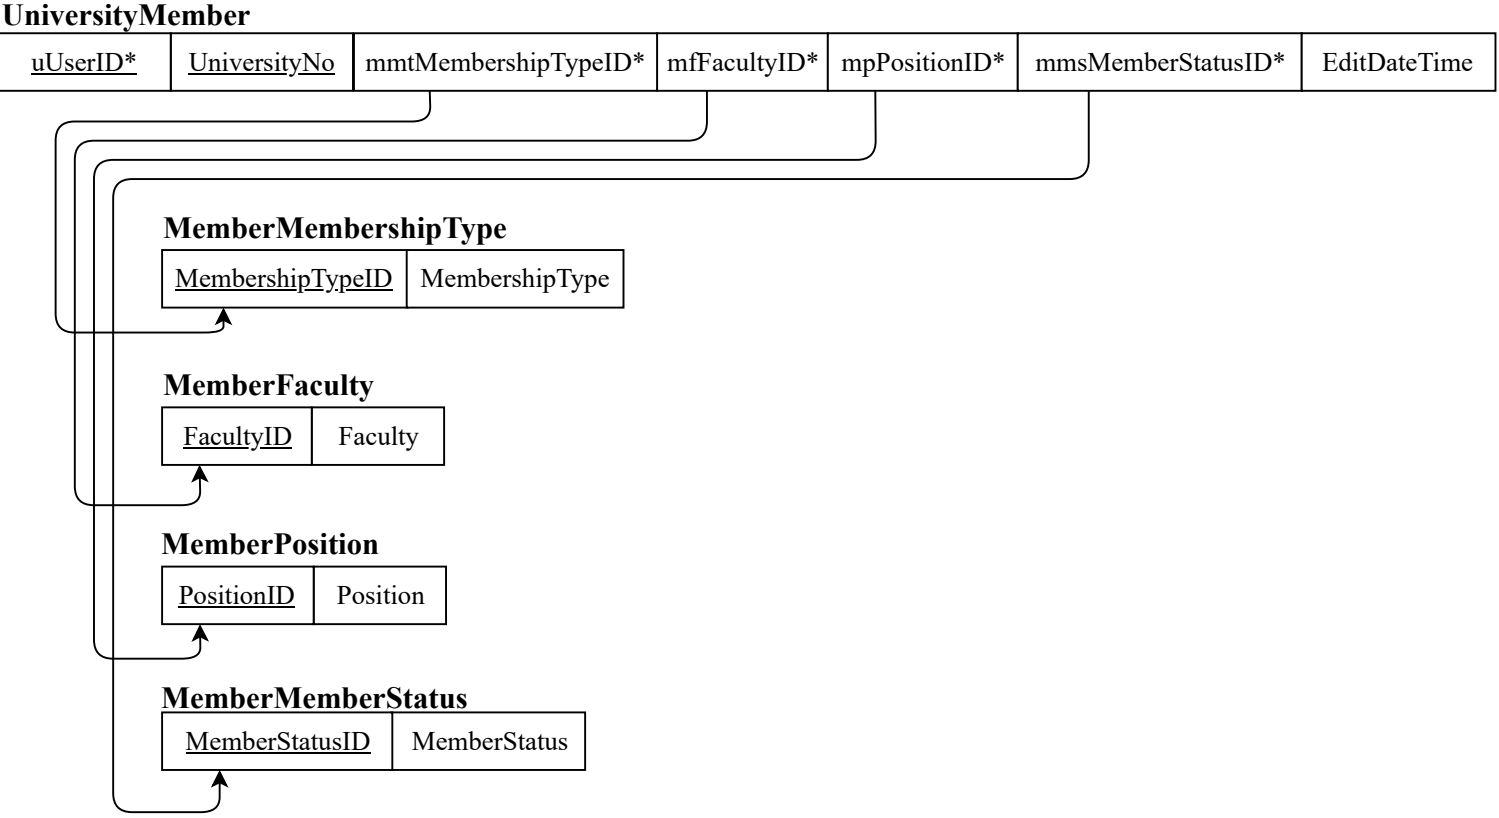 UniversityMember
uUserID* UniversityNo mmtMembershipTypeID* mfFacultyID* mpPositionID* mmsMemberStatusID* EditDateTime
MemberMembershipType
MembershipTypeID MembershipType
MemberFaculty
FacultyID Faculty
MemberPosition
PositionID Position
MemberMemberStatus
MemberStatusID MemberStatus